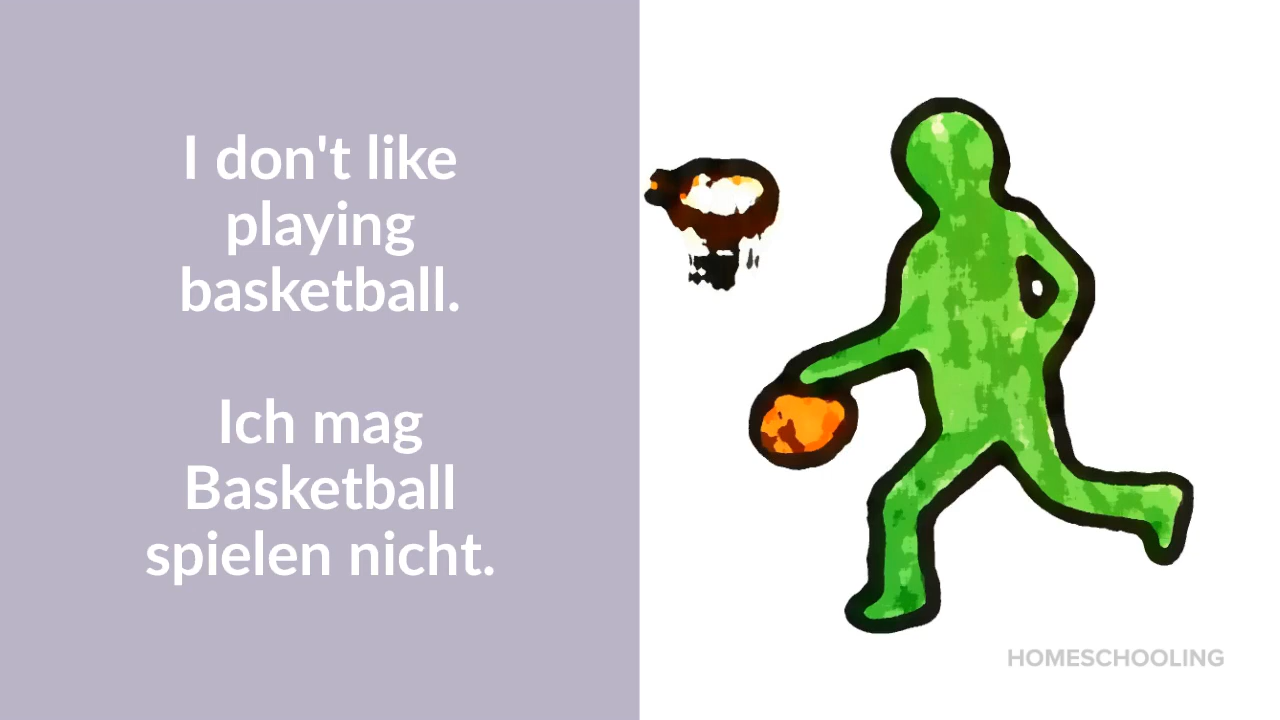 I don't like
playing
basketball.
Ich mag
Basketball
spielen nicht.
HOMESCHOOLING